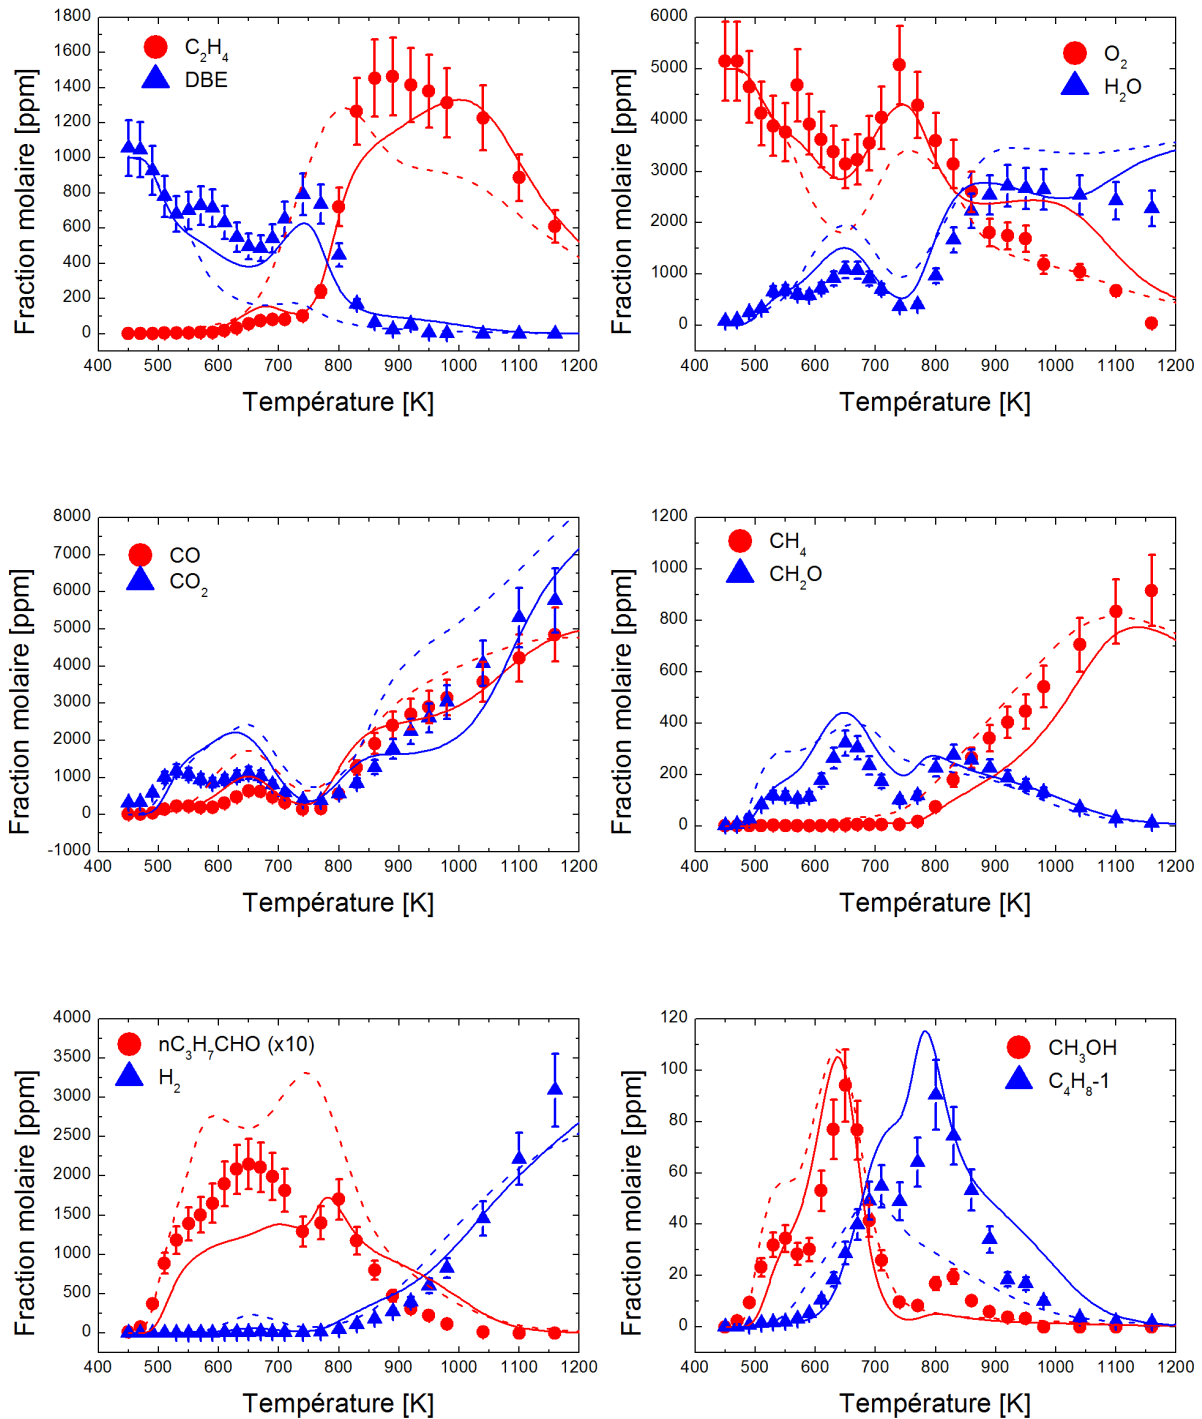 1800
1600
1400
1200
1000
800
600
400
200
0
Fraction molaire [ppm]
C₂H₄
DBE
400 500 600 700 800 900 1000 1100 1200
Température [K]
6000
5000
4000
3000
2000
1000
0
Fraction molaire [ppm]
O₂
H₂O
400 500 600 700 800 900 1000 1100 1200
Température [K]
8000
7000
6000
5000
4000
3000
2000
1000
0
-1000
Fraction molaire [ppm]
CO
CO₂
400 500 600 700 800 900 1000 1100 1200
Température [K]
1200
1000
800
600
400
200
0
Fraction molaire [ppm]
CH₄
CH₂O
400 500 600 700 800 900 1000 1100 1200
Température [K]
4000
3500
3000
2500
2000
1500
1000
500
0
Fraction molaire [ppm]
nC₃H₇CHO (x10)
H₂
400 500 600 700 800 900 1000 1100 1200
Température [K]
120
100
80
60
40
20
0
Fraction molaire [ppm]
CH₃OH
C₄H₈-1
400 500 600 700 800 900 1000 1100 1200
Température [K]